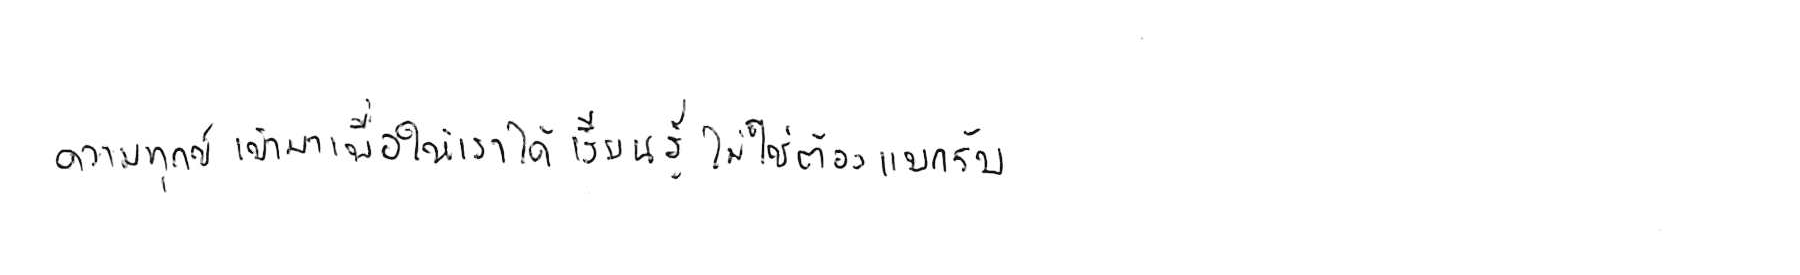 ความทุกข์ เข้ามาเพื่อให้เราได้ เรียนรู้ ไม่ใช่ต้องแบกรับ